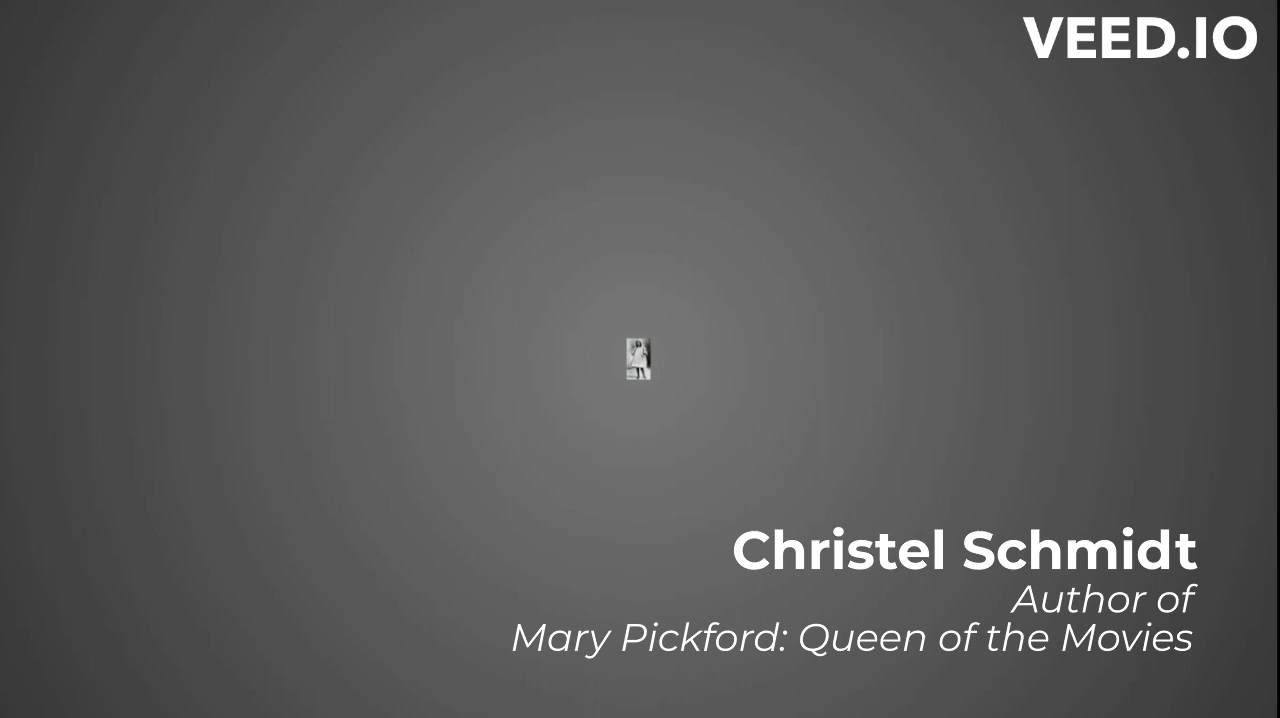 VEED.IO
Christel Schmidt
Author of
Mary Pickford: Queen of the Movies